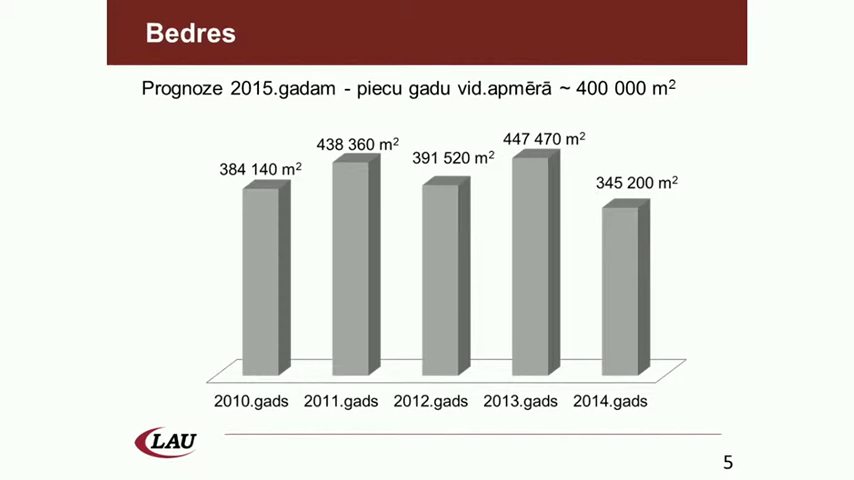 Bedres
Prognoze 2015.gadam - piecu gadu vid.apmērā ~ 400 000 m²
384 140 m²
438 360 m²
391 520 m²
447 470 m²
345 200 m²
2010.gads 2011.gads 2012.gads 2013.gads 2014.gads
LAU
5